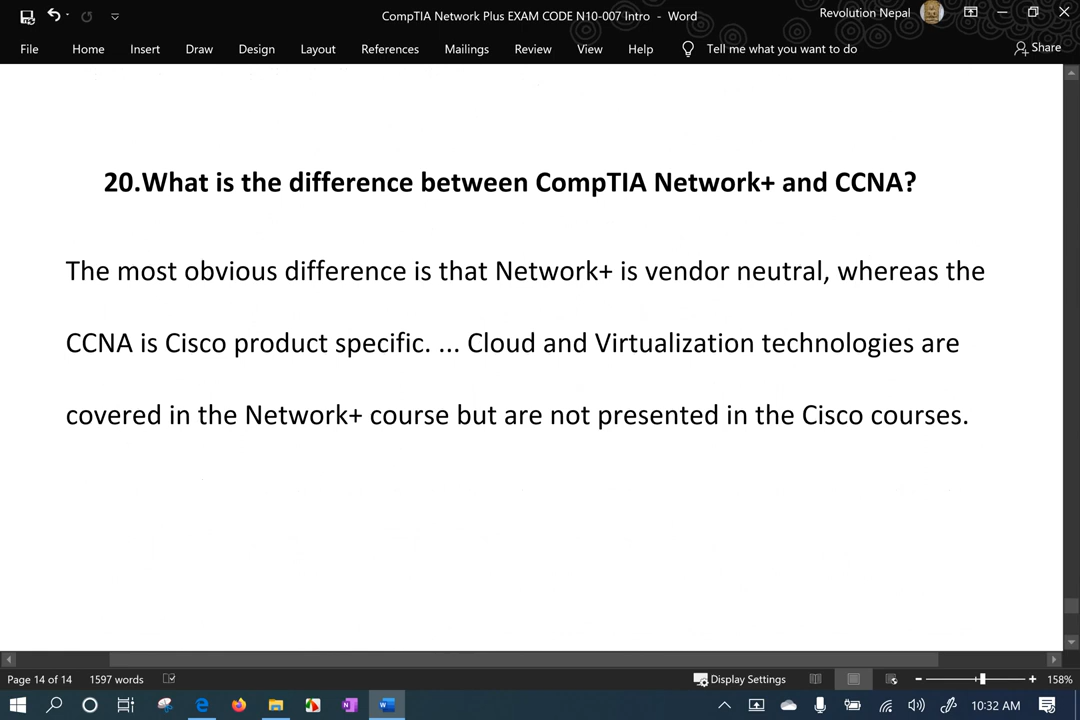 CompTIA Network Plus EXAM CODE N10-007 Intro - Word
Revolution Nepal
File Home Insert Draw Design Layout References Mailings Review View Help Tell me what you want to do Share
20.What is the difference between CompTIA Network+ and CCNA?
The most obvious difference is that Network+ is vendor neutral, whereas the
CCNA is Cisco product specific. ... Cloud and Virtualization technologies are
covered in the Network+ course but are not presented in the Cisco courses.
Page 14 of 14 1597 words Display Settings 158%
10:32 AM